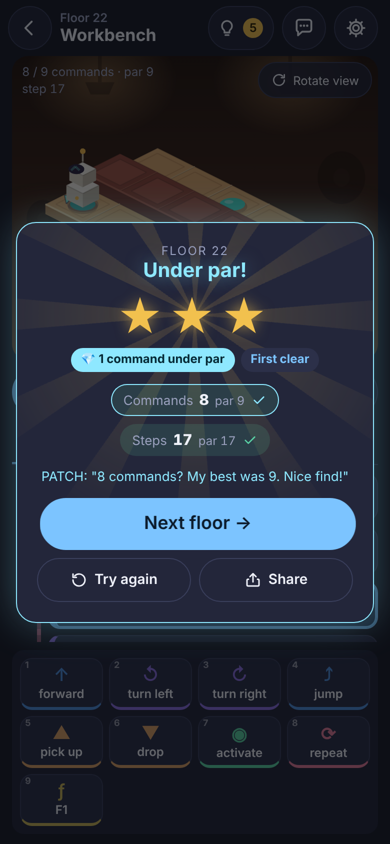 Floor 22
Workbench
5
8 / 9 commands · par 9
step 17
Rotate view
FLOOR 22
Under par!
1 command under par
First clear
Commands 8 par 9
Steps 17 par 17
PATCH: "8 commands? My best was 9. Nice find!"
Next floor →
Try again
Share
1 forward
2 turn left
3 turn right
4 jump
5 pick up
6 drop
7 activate
8 repeat
9 ƒ F1